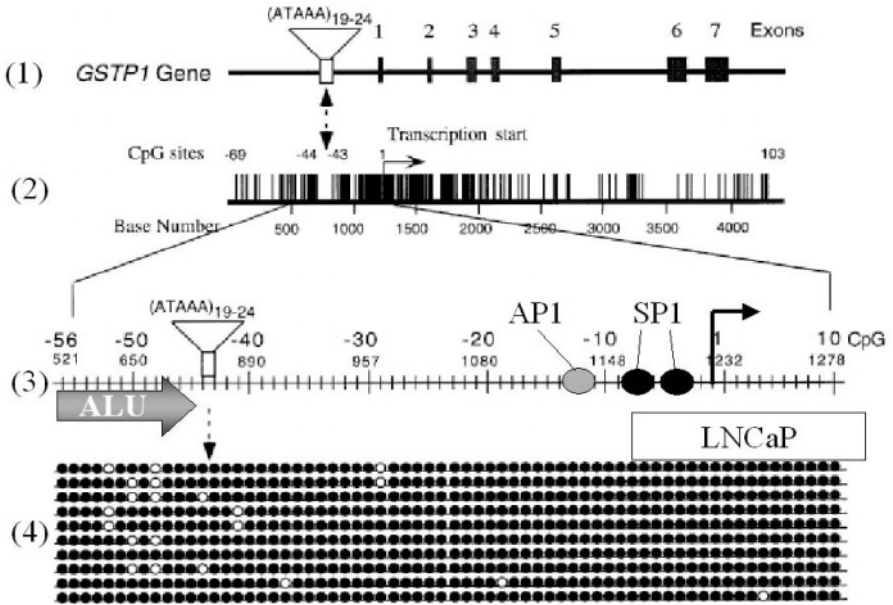 (ATAAA)19-24
1 2 3 4 5 6 7 Exons
(1) GSTP1 Gene
Transcription start
CpG sites -69 -44 -43 1 103
(2)
Base Number 500 1000 1500 2000 2500 3000 3500 4000
(ATAAA)19-24 AP1 SP1
-56 -50 -40 -30 -20 -10 1 10 CpG
521 650 890 957 1080 1148 1232 1278
(3)
ALU
LNCaP
(4)